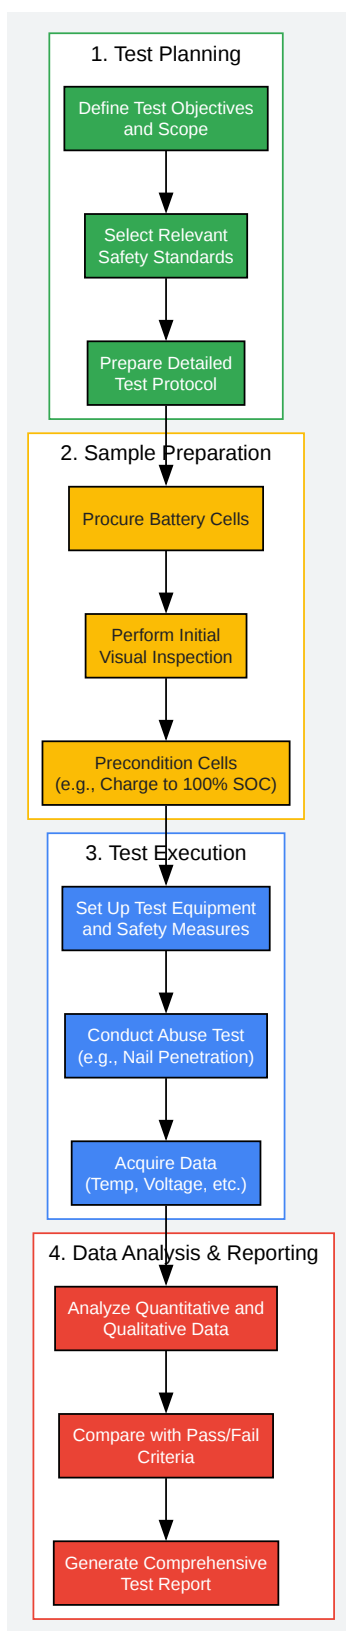 1. Test Planning
Define Test Objectives
and Scope
Select Relevant
Safety Standards
Prepare Detailed
Test Protocol
2. Sample Preparation
Procure Battery Cells
Perform Initial
Visual Inspection
Precondition Cells
(e.g., Charge to 100% SOC)
3. Test Execution
Set Up Test Equipment
and Safety Measures
Conduct Abuse Test
(e.g., Nail Penetration)
Acquire Data
(Temp, Voltage, etc.)
4. Data Analysis & Reporting
Analyze Quantitative and
Qualitative Data
Compare with Pass/Fail
Criteria
Generate Comprehensive
Test Report